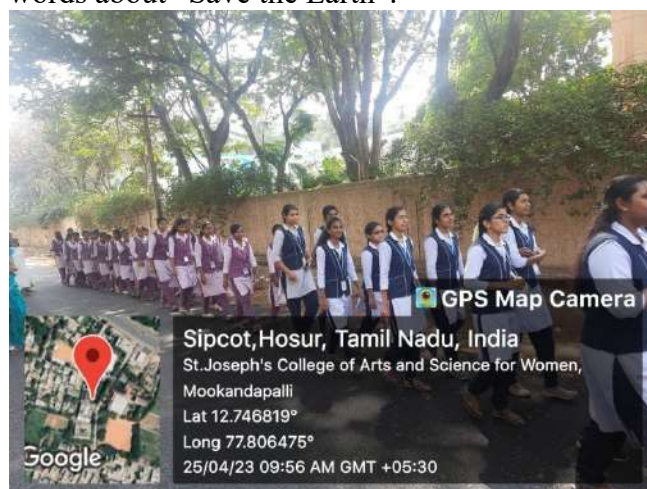 words about "Save the Earth".
GPS Map Camera
Sipcot,Hosur, Tamil Nadu, India
St.Joseph's College of Arts and Science for Women,
Mookandapalli
Lat 12.746819°
Long 77.806475°
25/04/23 09:56 AM GMT +05:30
Google